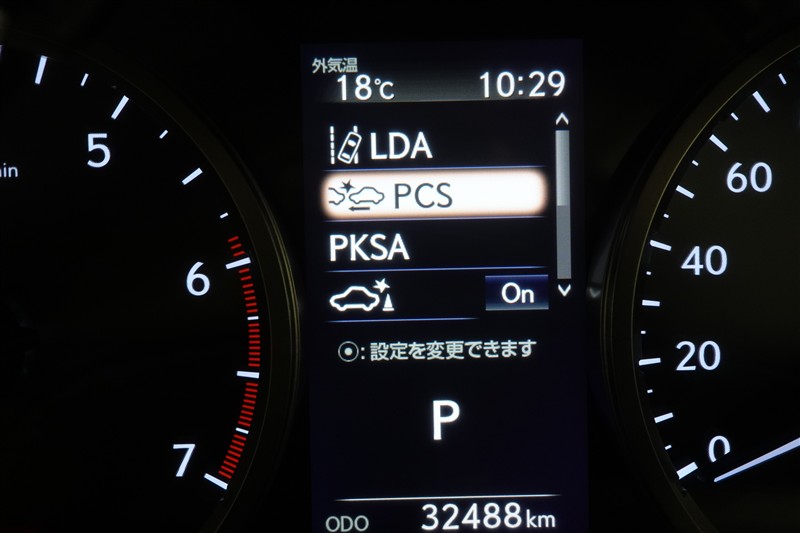 外気温
18℃ 10:29
LDA
PCS
PKSA
On
⦿: 設定を変更できます
P
ODO 32488km
5
6
7
60
40
20
0